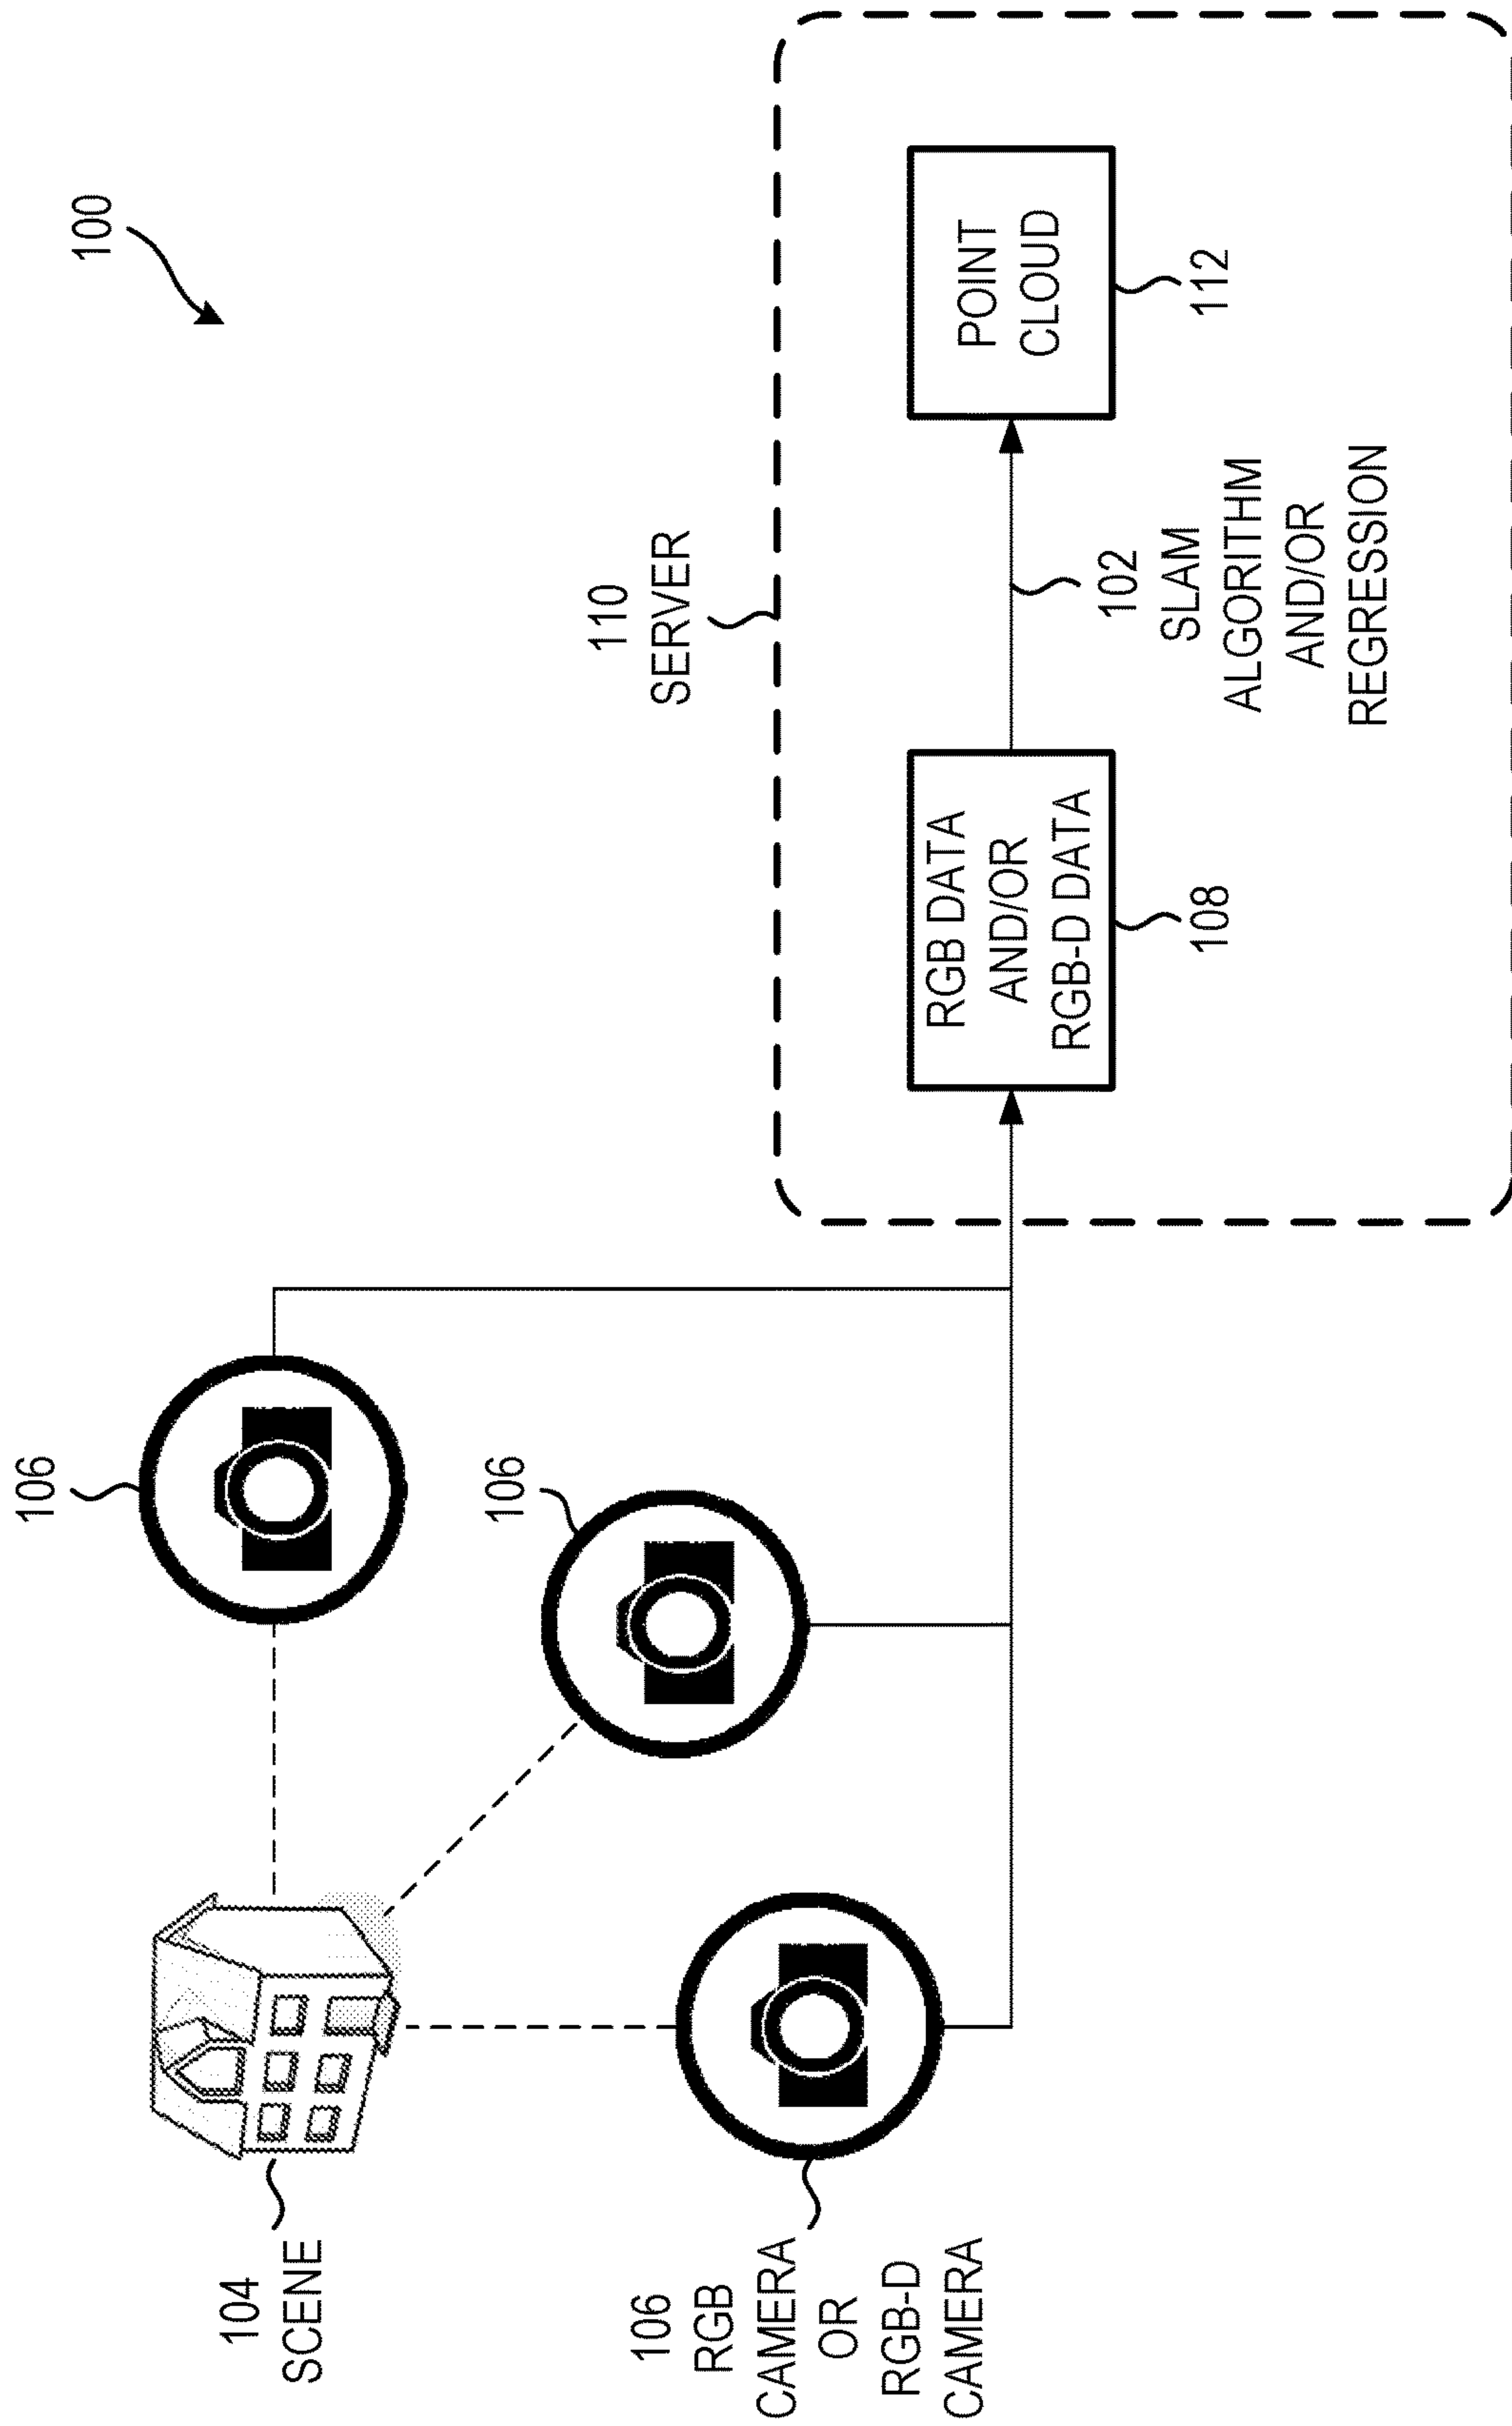 100
106
106
104
SCENE
106
RGB
CAMERA
OR
RGB-D
CAMERA
110
SERVER
RGB DATA
AND/OR
RGB-D DATA
108
102
SLAM
ALGORITHM
AND/OR
REGRESSION
POINT
CLOUD
112